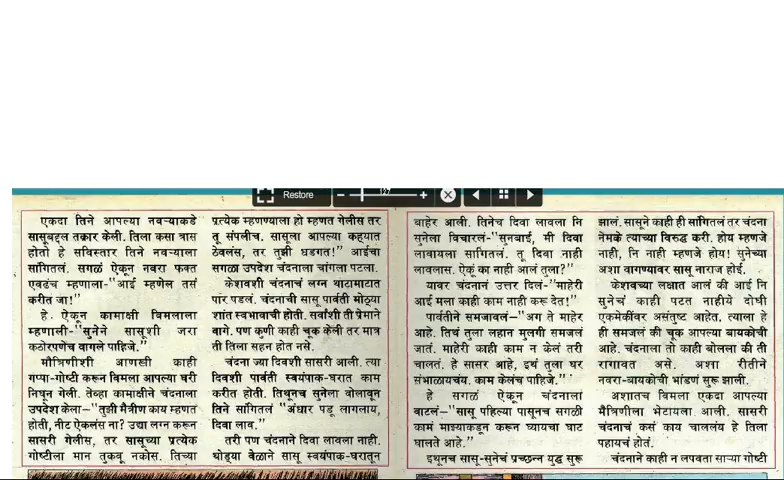 Restore
127
एकदा तिने आपल्या नवऱ्याकडे
सासूबद्दल तक्रार केली. तिला कसा त्रास
होतो हे सविस्तर तिने नवऱ्याला
सांगितलं. सगळं ऐकून नवरा फक्त
एवढंच म्हणाला-"आई म्हणेल तसं
करीत जा!"
हे ऐकून कामाक्षी विमलाला
म्हणाली-"सुनेने सासूशी जरा
कठोरपणेच वागले पाहिजे."
मैत्रिणीशी आणखी काही
गप्पा-गोष्टी करून विमला आपल्या घरी
निघून गेली. तेव्हा कामाक्षीने चंदनाला
उपदेश केला-"तुझी मैत्रीण काय म्हणत
होती, नीट ऐकलंस ना? उद्या लग्न करून
सासरी गेलीस, तर सासूच्या प्रत्येक
गोष्टीला मान तुकवू नकोस. तिच्या
प्रत्येक म्हणण्याला हो म्हणत गेलीस तर
तू संपलीच. सासूला आपल्या कह्यात
ठेवलंस, तर तुझी धडगत!" आईचा
सगळा उपदेश चंदनाला चांगला पटला.
केशवशी चंदनाचं लग्न थाटामाटात
पार पडलं. चंदनाची सासू पार्वती मोठ्या
शांत स्वभावाची होती. सर्वांशी ती प्रेमाने
वागे. पण कुणी काही चूक केली तर मात्र
ती तिला सहन होत नसे.
चंदना ज्या दिवशी सासरी आली. त्या
दिवशी पार्वती स्वयंपाक-घरात काम
करीत होती. तिथूनच सुनेला बोलावून
तिने सांगितलं "अंधार पडू लागलाय,
दिवा लाव."
तरी पण चंदनाने दिवा लावला नाही.
थोड्या वेळाने सासू स्वयंपाक-घरातून
बाहेर आली. तिनेच दिवा लावला नि
सुनेला विचारलं-"सुनबाई, मी दिवा
लावायला सांगितलं. तू दिवा नाही
लावलास. ऐकूं का नाही आलं तुला?"
यावर चंदनानं उत्तर दिलं-"माहेरी
आई मला काही काम नाही करू देत!"
पार्वतीने समजावलं-"अग ते माहेर
आहे. तिथं तुला लहान मुलगी समजलं
जातं. माहेरी काही काम न केलं तरी
चालतं. हे सासर आहे, इथं तुला घर
संभाळायचंय. काम केलंच पाहिजे."
हे सगळं ऐकून चंदनाला
वाटलं-"सासू पहिल्या पासूनच सगळी
कामं माझ्याकडून करून घ्यायचा घाट
घालते आहे."
इथूनच सासू-सुनेचं प्रच्छन्न युद्ध सुरू
झालं. सासूने काही ही सांगितलं तर चंदना
नेमके त्याच्या विरुद्ध करी. होय म्हणजे
नाही, नि नाही म्हणजे होय! सुनेच्या
अशा वागण्यावर सासू नाराज होई.
केशवच्या लक्षात आलं की आई नि
सुनेचं काही पटत नाहीये दोघी
एकमेकींवर असंतुष्ट आहेत, त्याला हे
ही समजलं की चूक आपल्या बायकोची
आहे. चंदनाला तो काही बोलला की ती
रागावत असे. अशा रीतीने
नवरा-बायकोची भांडणं सुरू झाली.
अशातच विमला एकदा आपल्या
मैत्रिणीला भेटायला आली. सासरी
चंदनाचं कसं काय चाललंय हे तिला
पहायचं होतं.
चंदनाने काही न लपवता साऱ्या गोष्टी